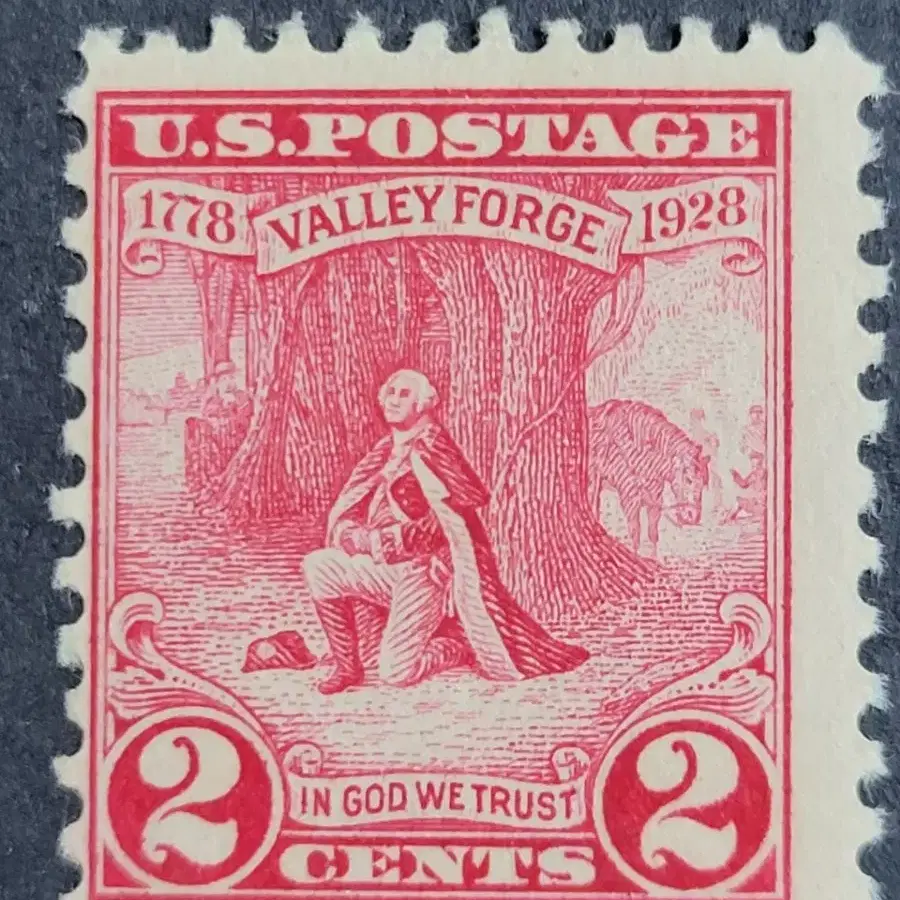 U.S.POSTAGE
1778 VALLEY FORGE 1928
IN GOD WE TRUST
2 CENTS 2